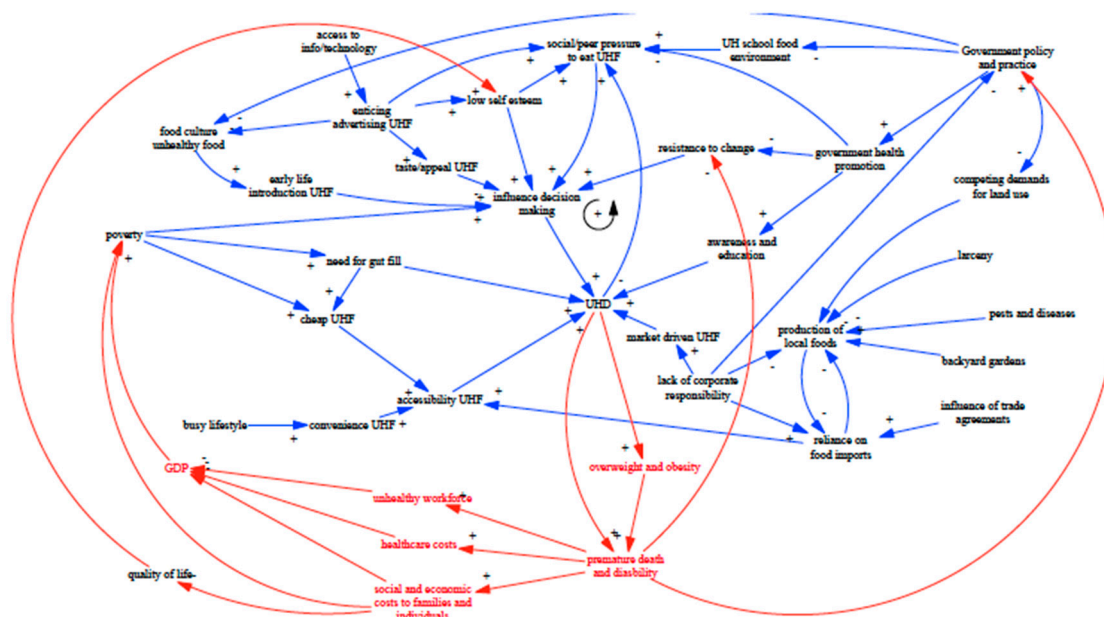 access to
info/technology
social/peer pressure
to eat UHF
UH school food
environment
Government policy
and practice
low self esteem
enticing
advertising UHF
food culture
unhealthy food
taste/appeal UHF
resistance to change
government health
promotion
early life
introduction UHF
influence decision
making
competing demands
for land use
poverty
awareness and
education
need for gut fill
larceny
UHD
cheap UHF
market driven UHF
production of
local foods
pests and diseases
backyard gardens
lack of corporate
responsibility
accessibility UHF
busy lifestyle
convenience UHF
influence of trade
agreements
reliance on
food imports
GDP
overweight and obesity
unhealthy workforce
healthcare costs
premature death
and diasbility
quality of life
social and economic
costs to families and
individuals